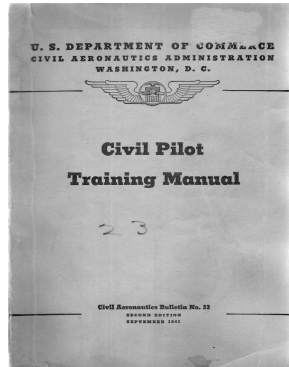 U. S. DEPARTMENT OF COMMERCE
CIVIL AERONAUTICS ADMINISTRATION
WASHINGTON, D. C.
Civil Pilot
Training Manual
23
Civil Aeronautics Bulletin No. 23
SECOND EDITION
SEPTEMBER 1941